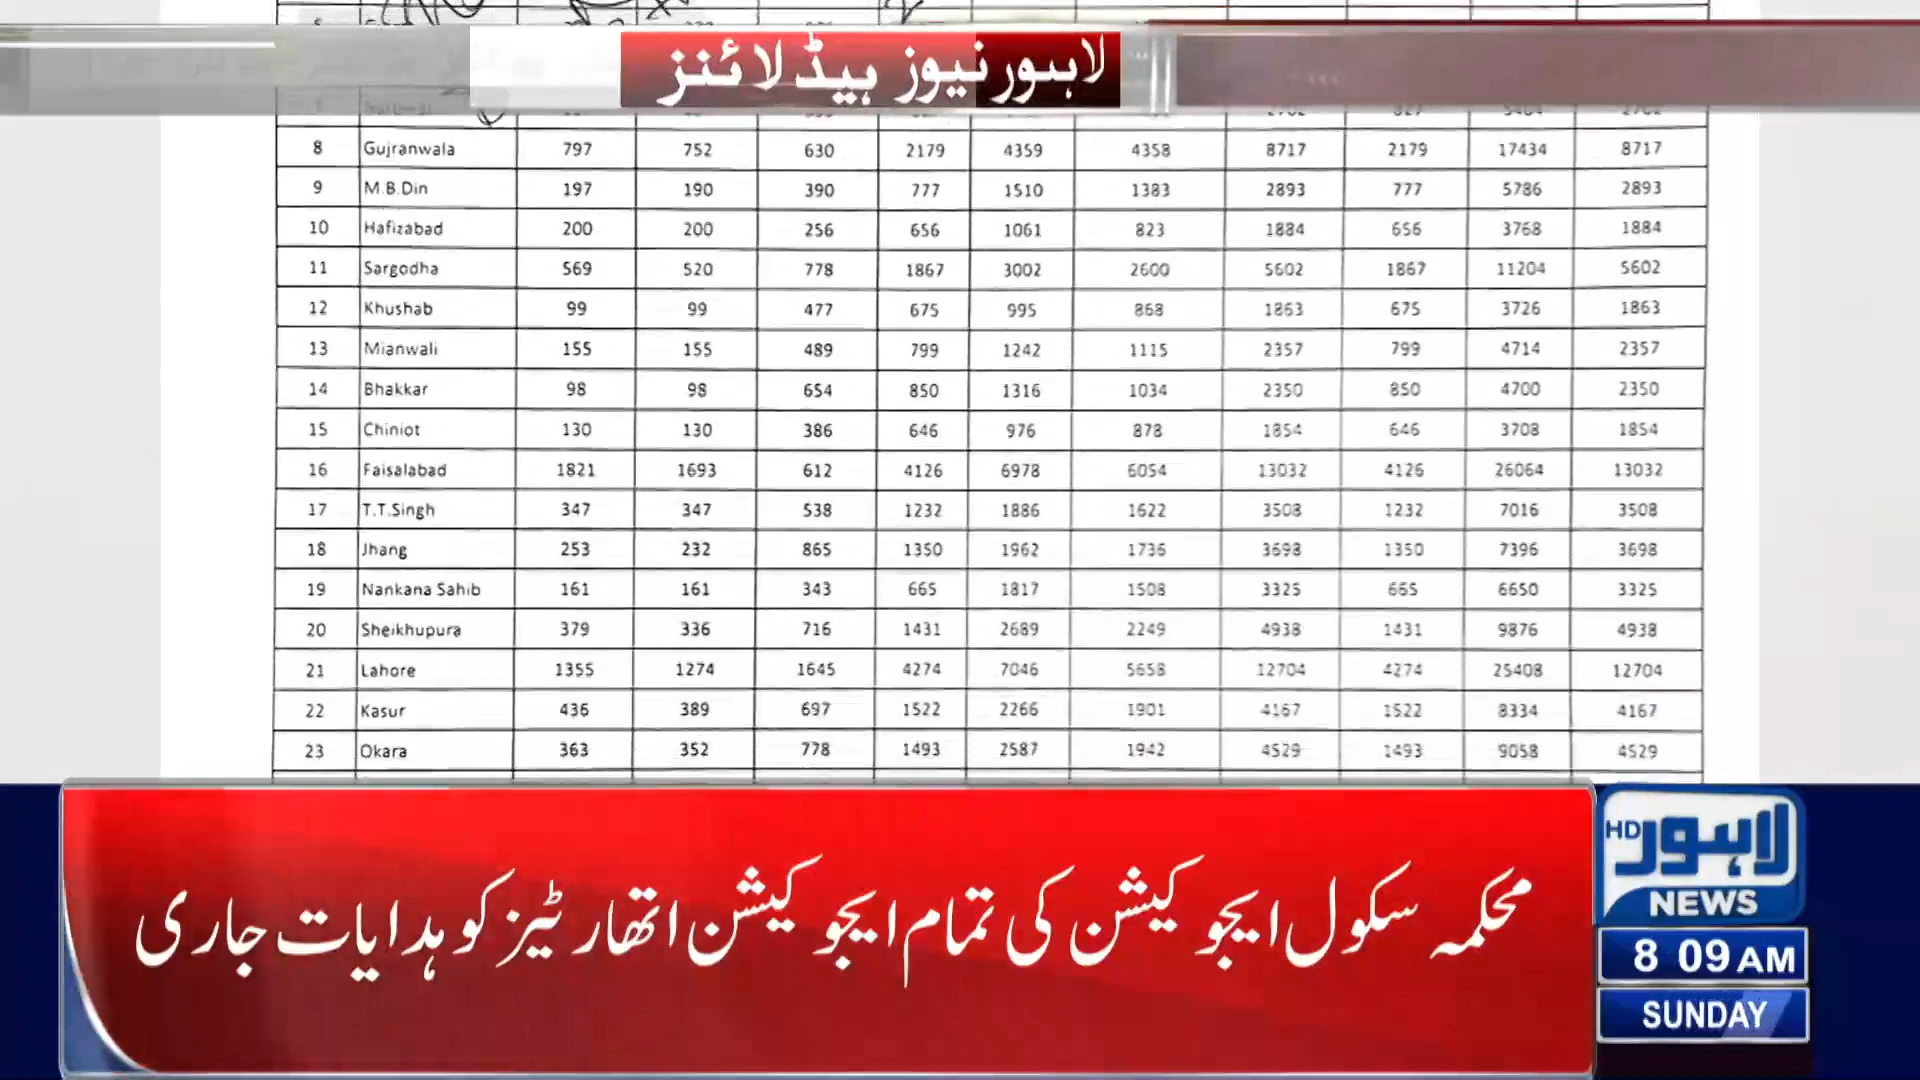 لاہور نیوز ہیڈ لائنز
8 Gujranwala 797 752 630 2179 4359 4358 8717 2179 17434 8717
9 M.B.Din 197 190 390 777 1510 1383 2893 777 5786 2893
10 Hafizabad 200 200 256 656 1061 823 1884 656 3768 1884
11 Sargodha 569 520 778 1867 3002 2600 5602 1867 11204 5602
12 Khushab 99 99 477 675 995 868 1863 675 3726 1863
13 Mianwali 155 155 489 799 1242 1115 2357 799 4714 2357
14 Bhakkar 98 98 654 850 1316 1034 2350 850 4700 2350
15 Chiniot 130 130 386 646 976 878 1854 646 3708 1854
16 Faisalabad 1821 1693 612 4126 6978 6054 13032 4126 26064 13032
17 T.T.Singh 347 347 538 1232 1886 1622 3508 1232 7016 3508
18 Jhang 253 232 865 1350 1962 1736 3698 1350 7396 3698
19 Nankana Sahib 161 161 343 665 1817 1508 3325 665 6650 3325
20 Sheikhupura 379 336 716 1431 2689 2249 4938 1431 9876 4938
21 Lahore 1355 1274 1645 4274 7046 5658 12704 4274 25408 12704
22 Kasur 436 389 697 1522 2266 1901 4167 1522 8334 4167
23 Okara 363 352 778 1493 2587 1942 4529 1493 9058 4529
محکمہ سکول ایجوکیشن کی تمام ایجوکیشن اتھارٹیز کو ہدایات جاری
لاہور HD
NEWS
8 09 AM
SUNDAY